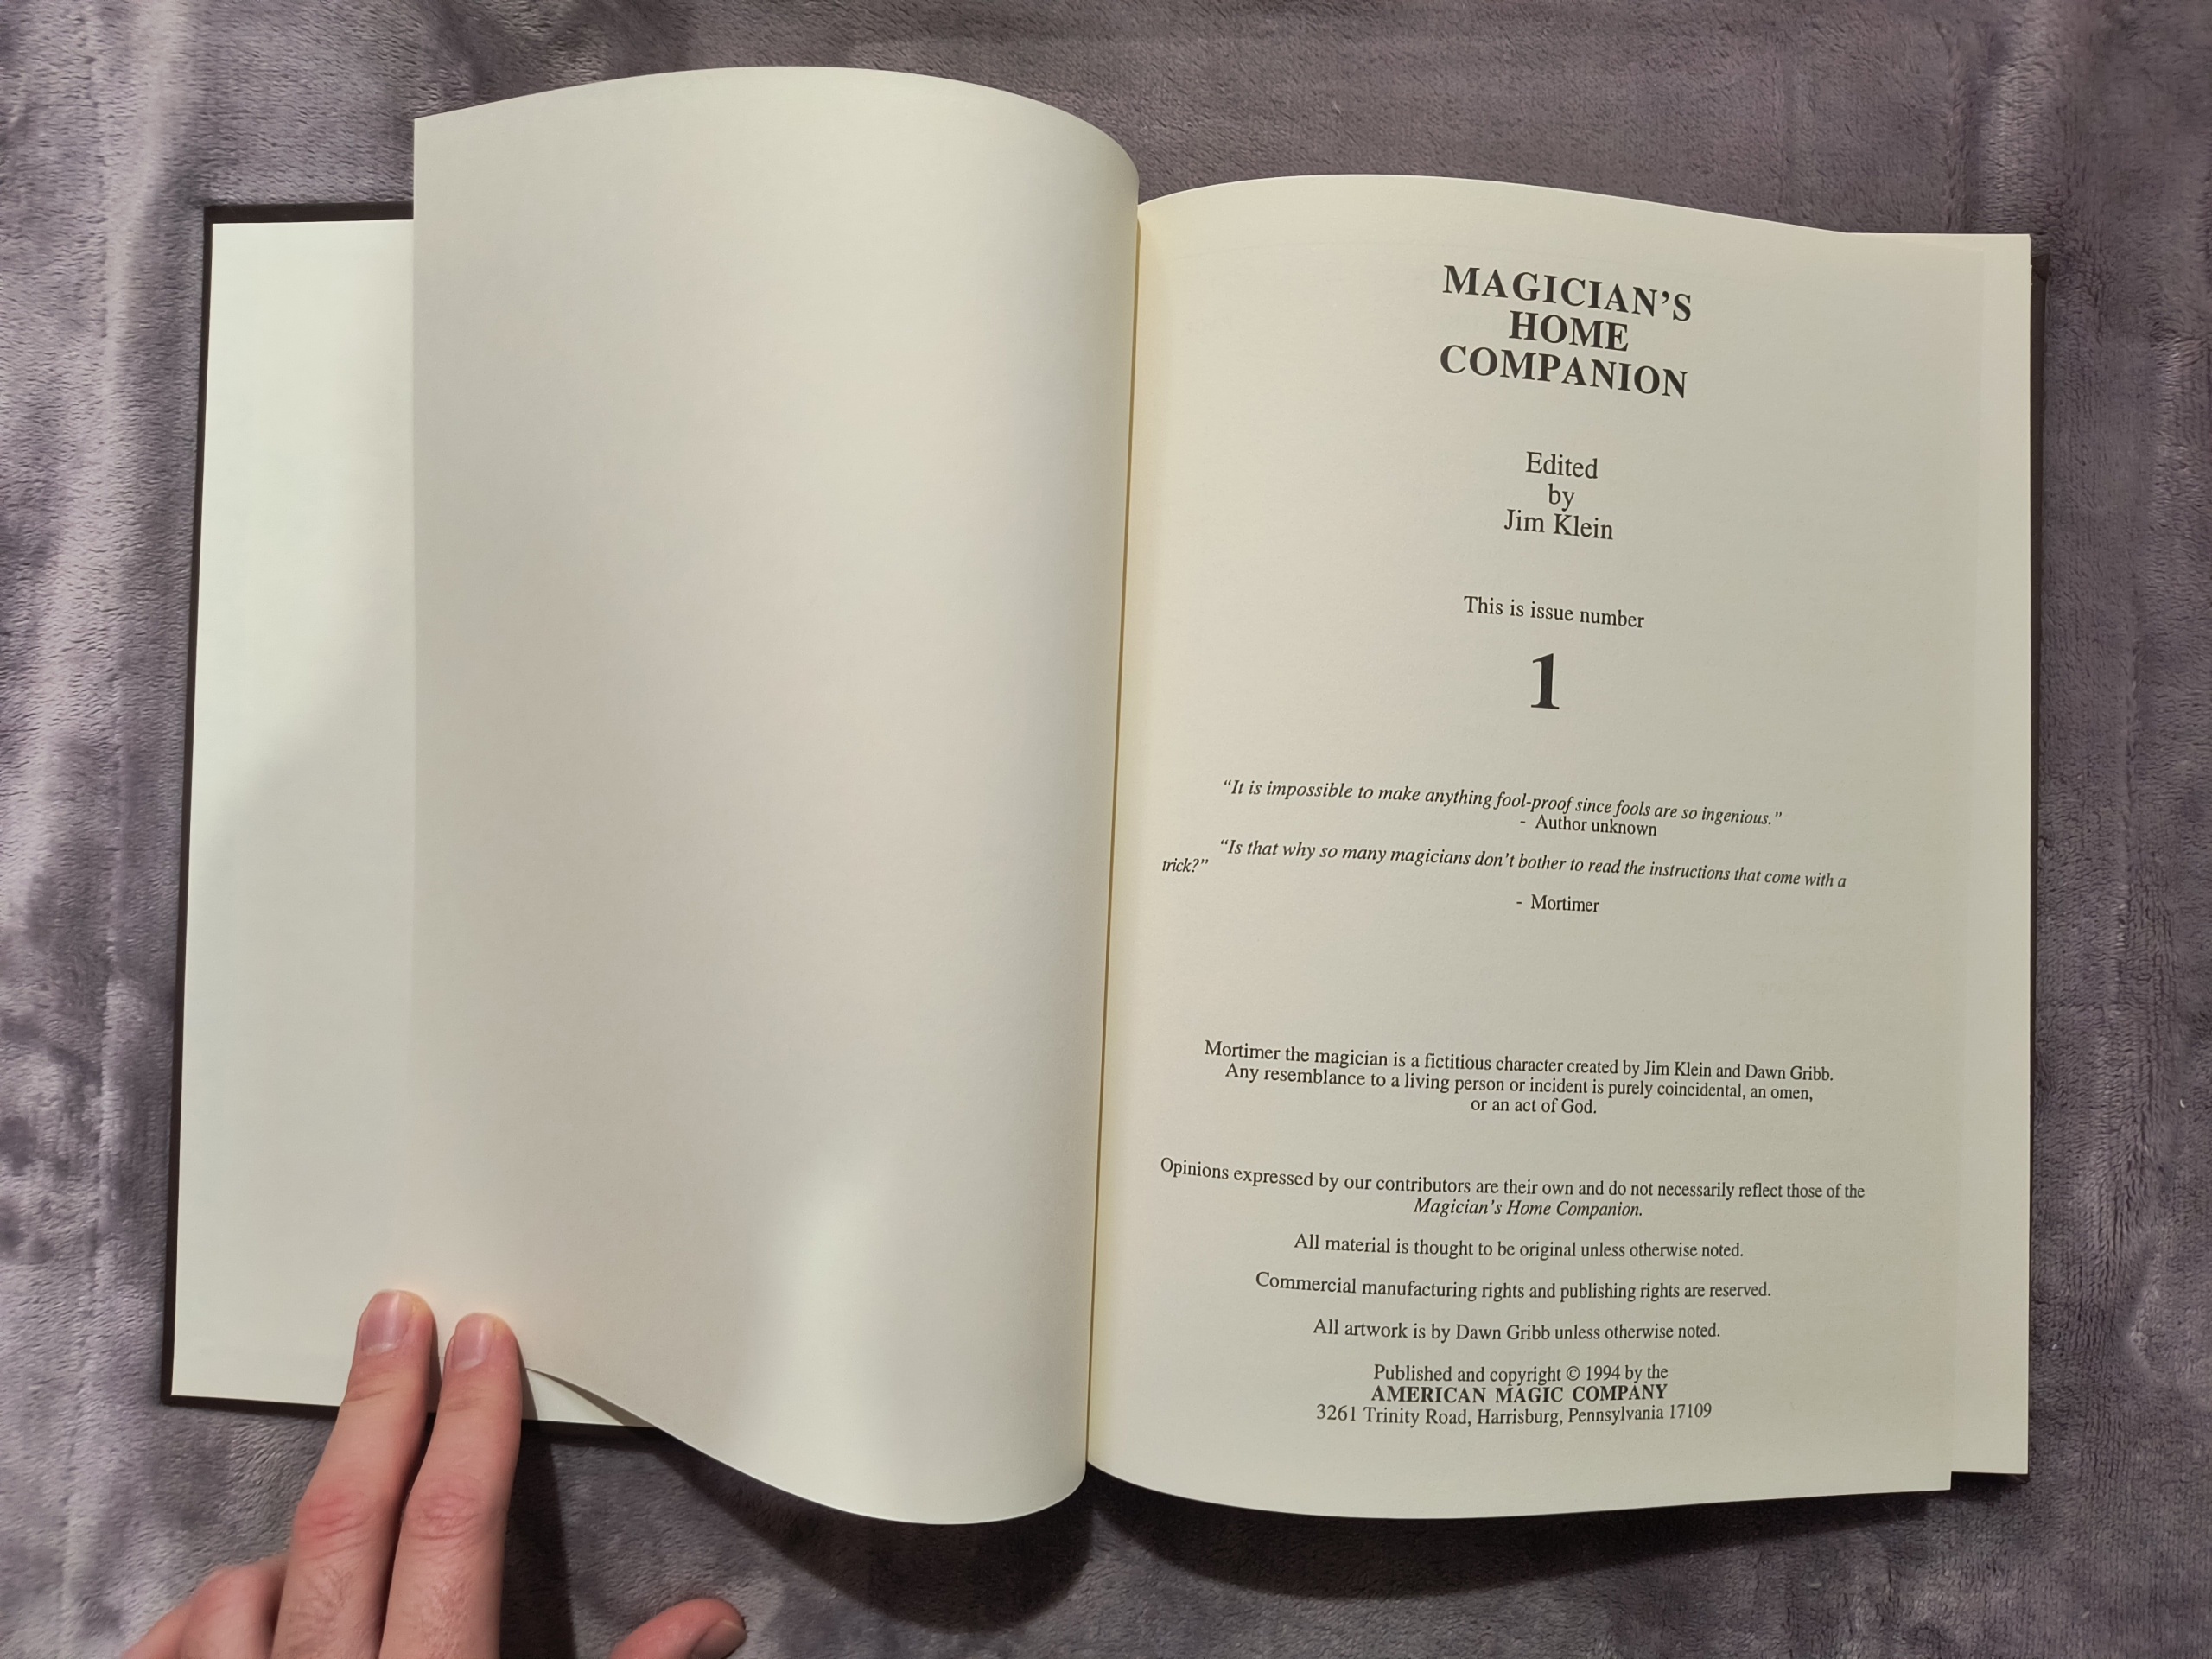 MAGICIAN’S
HOME
COMPANION
Edited
by
Jim Klein
This is issue number
1
“It is impossible to make anything fool-proof since fools are so ingenious.”
- Author unknown
“Is that why so many magicians don’t bother to read the instructions that come with a
trick?”
- Mortimer
Mortimer the magician is a fictitious character created by Jim Klein and Dawn Gribb.
Any resemblance to a living person or incident is purely coincidental, an omen,
or an act of God.
Opinions expressed by our contributors are their own and do not necessarily reflect those of the
Magician’s Home Companion.
All material is thought to be original unless otherwise noted.
Commercial manufacturing rights and publishing rights are reserved.
All artwork is by Dawn Gribb unless otherwise noted.
Published and copyright © 1994 by the
AMERICAN MAGIC COMPANY
3261 Trinity Road, Harrisburg, Pennsylvania 17109